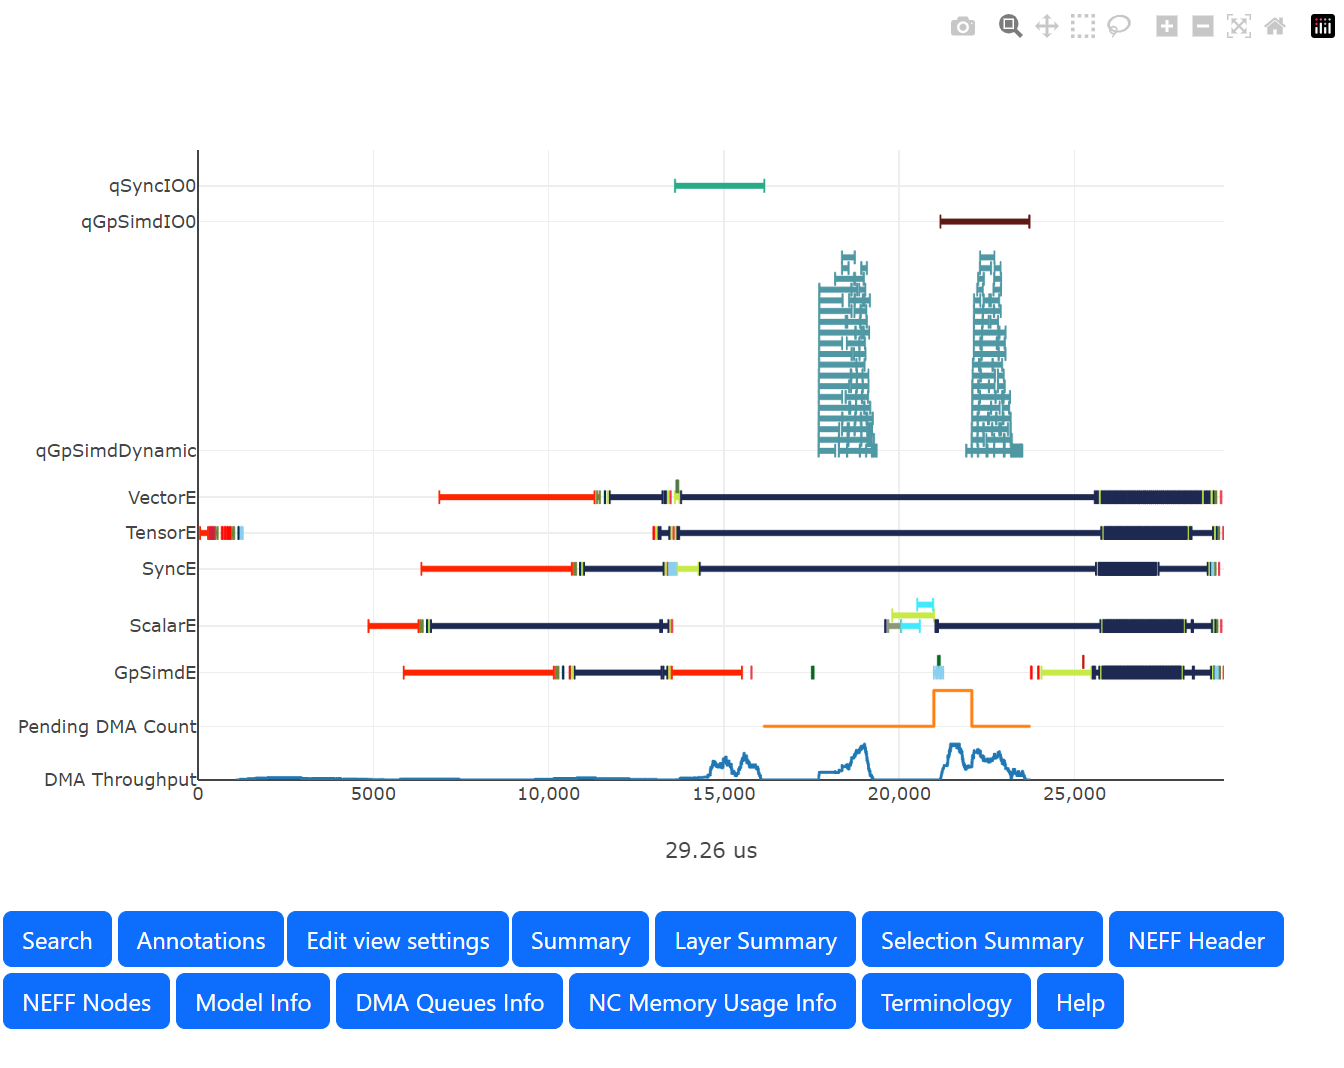 qSyncIO0
qGpSimdIO0
qGpSimdDynamic
VectorE
TensorE
SyncE
ScalarE
GpSimdE
Pending DMA Count
DMA Throughput
0 5000 10,000 15,000 20,000 25,000
29.26 us
Search Annotations Edit view settings Summary Layer Summary Selection Summary NEFF Header
NEFF Nodes Model Info DMA Queues Info NC Memory Usage Info Terminology Help